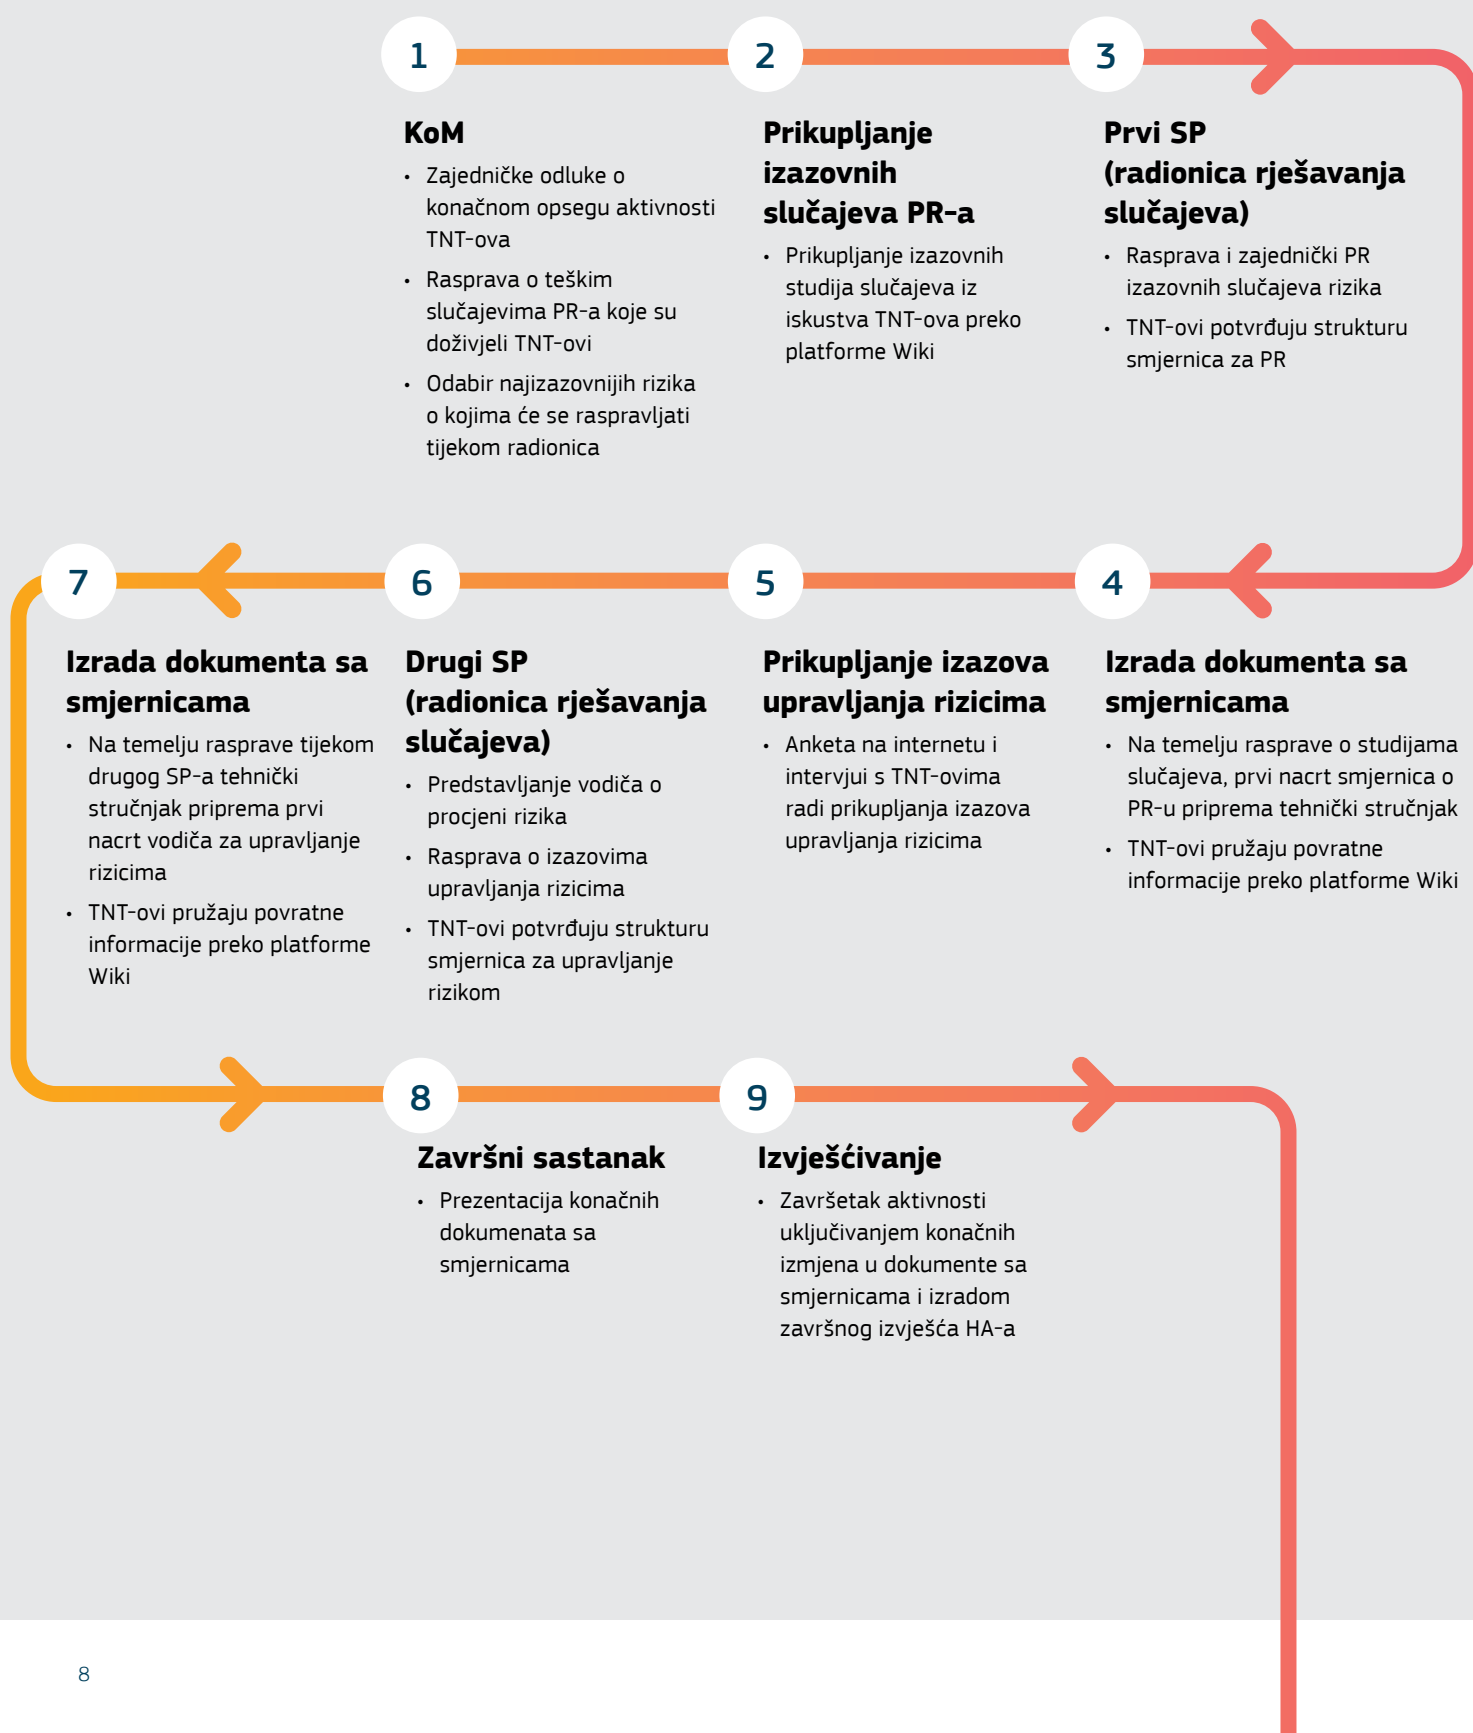 1
KoM
• Zajedničke odluke o
konačnom opsegu aktivnosti
TNT-ova
• Rasprava o teškim
slučajevima PR-a koje su
doživjeli TNT-ovi
• Odabir najizazovnijih rizika
o kojima će se raspravljati
tijekom radionica
2
Prikupljanje
izazovnih
slučajeva PR-a
• Prikupljanje izazovnih
studija slučajeva iz
iskustva TNT-ova preko
platforme Wiki
3
Prvi SP
(radionica rješavanja
slučajeva)
• Rasprava i zajednički PR
izazovnih slučajeva rizika
• TNT-ovi potvrđuju strukturu
smjernica za PR
4
Izrada dokumenta sa
smjernicama
• Na temelju rasprave o studijama
slučajeva, prvi nacrt smjernica o
PR-u priprema tehnički stručnjak
• TNT-ovi pružaju povratne
informacije preko platforme Wiki
5
Prikupljanje izazova
upravljanja rizicima
• Anketa na internetu i
intervjui s TNT-ovima
radi prikupljanja izazova
upravljanja rizicima
6
Drugi SP
(radionica rješavanja
slučajeva)
• Predstavljanje vodiča o
procjeni rizika
• Rasprava o izazovima
upravljanja rizicima
• TNT-ovi potvrđuju strukturu
smjernica za upravljanje
rizikom
7
Izrada dokumenta sa
smjernicama
• Na temelju rasprave tijekom
drugog SP-a tehnički
stručnjak priprema prvi
nacrt vodiča za upravljanje
rizicima
• TNT-ovi pružaju povratne
informacije preko platforme
Wiki
8
Završni sastanak
• Prezentacija konačnih
dokumenata sa
smjernicama
9
Izvješćivanje
• Završetak aktivnosti
uključivanjem konačnih
izmjena u dokumente sa
smjernicama i izradom
završnog izvješća HA-a
8